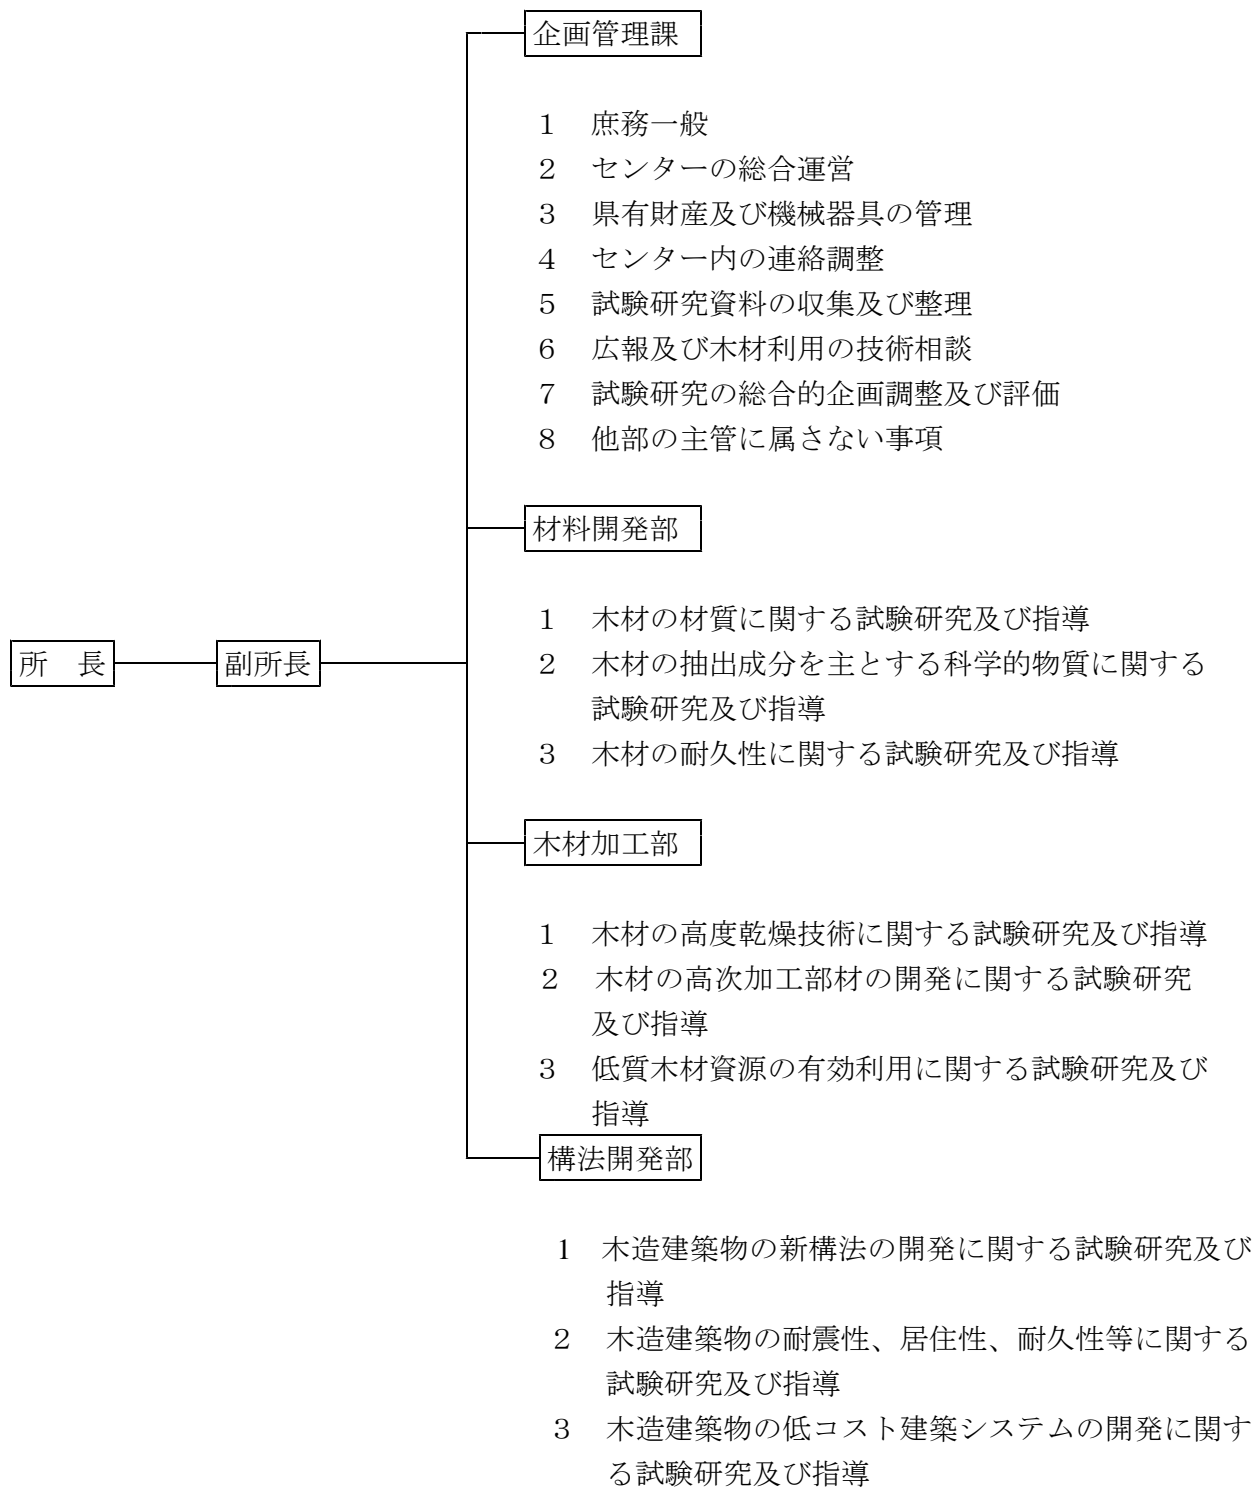 企画管理課
１　庶務一般
２　センターの総合運営
３　県有財産及び機械器具の管理
４　センター内の連絡調整
５　試験研究資料の収集及び整理
６　広報及び木材利用の技術相談
７　試験研究の総合的企画調整及び評価
８　他部の主管に属さない事項
材料開発部
１　木材の材質に関する試験研究及び指導
所　長
副所長
２　木材の抽出成分を主とする科学的物質に関する
試験研究及び指導
３　木材の耐久性に関する試験研究及び指導
木材加工部
１　木材の高度乾燥技術に関する試験研究及び指導
２　木材の高次加工部材の開発に関する試験研究
及び指導
３　低質木材資源の有効利用に関する試験研究及び
指導
構法開発部
1　木造建築物の新構法の開発に関する試験研究及び
指導
２　木造建築物の耐震性、居住性、耐久性等に関する
試験研究及び指導
３　木造建築物の低コスト建築システムの開発に関す
る試験研究及び指導